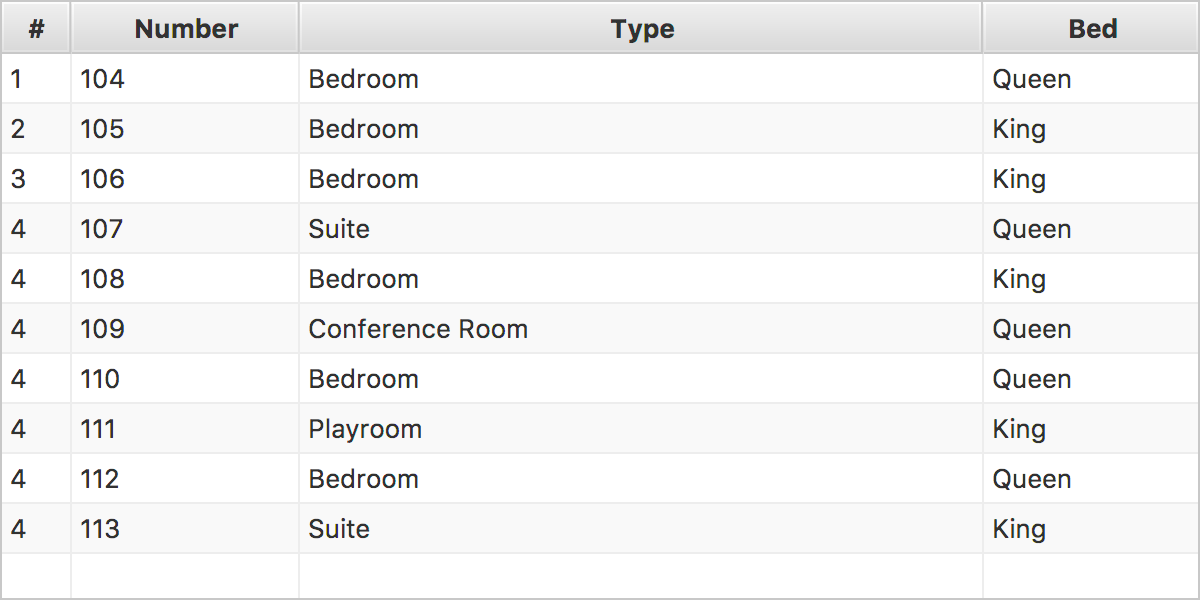 # Number Type Bed
1 104 Bedroom Queen
2 105 Bedroom King
3 106 Bedroom King
4 107 Suite Queen
4 108 Bedroom King
4 109 Conference Room Queen
4 110 Bedroom Queen
4 111 Playroom King
4 112 Bedroom Queen
4 113 Suite King